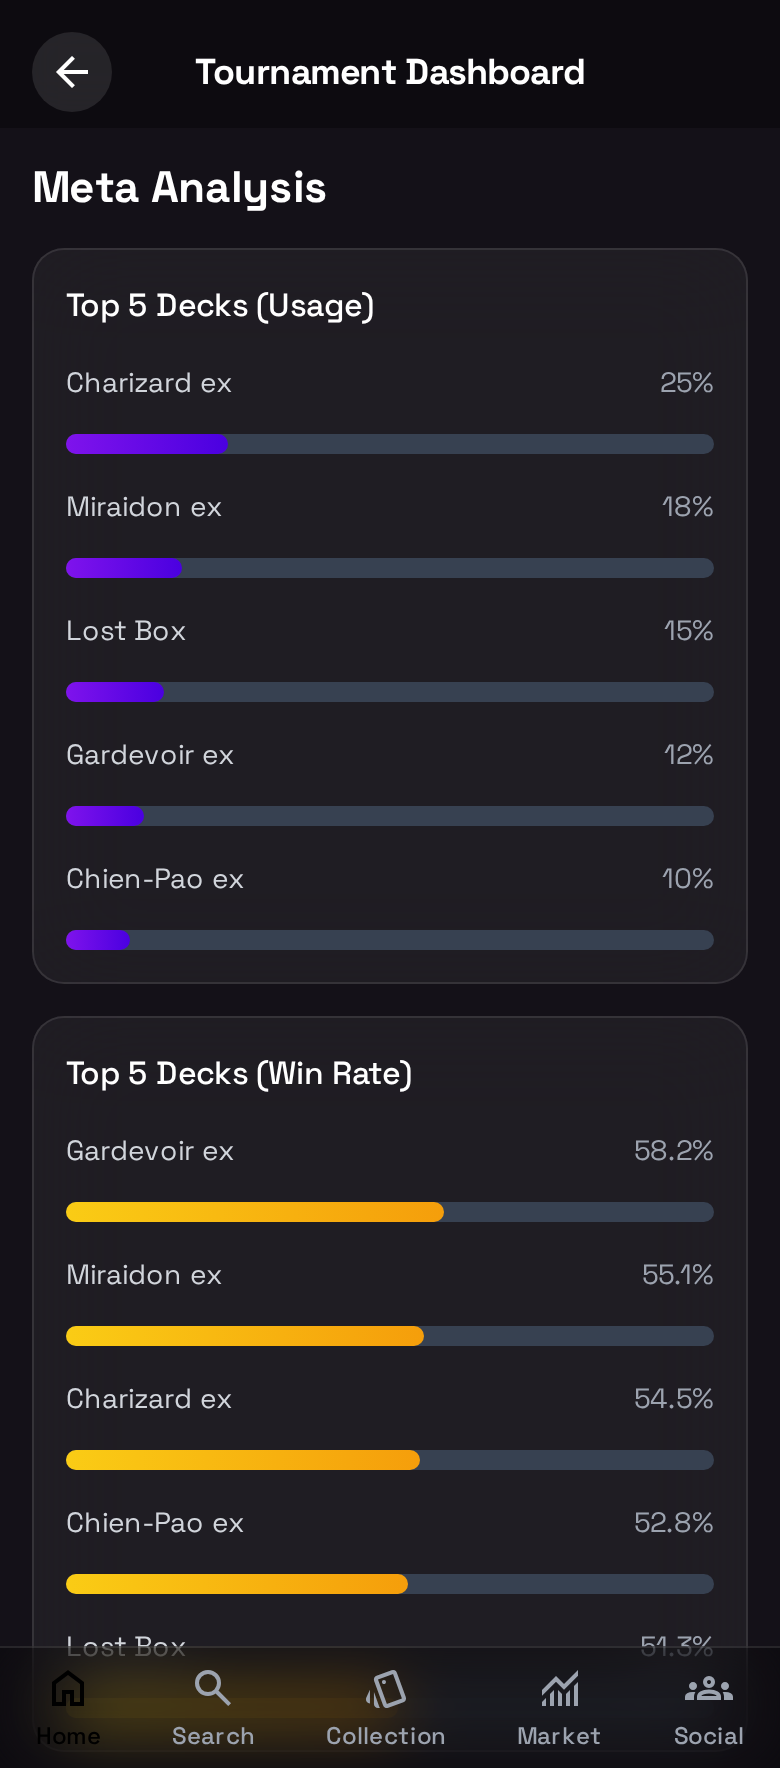 Tournament Dashboard
Meta Analysis
Top 5 Decks (Usage)
Charizard ex 25%
Miraidon ex 18%
Lost Box 15%
Gardevoir ex 12%
Chien-Pao ex 10%
Top 5 Decks (Win Rate)
Gardevoir ex 58.2%
Miraidon ex 55.1%
Charizard ex 54.5%
Chien-Pao ex 52.8%
Lost Box 51.3%
Home Search Collection Market Social